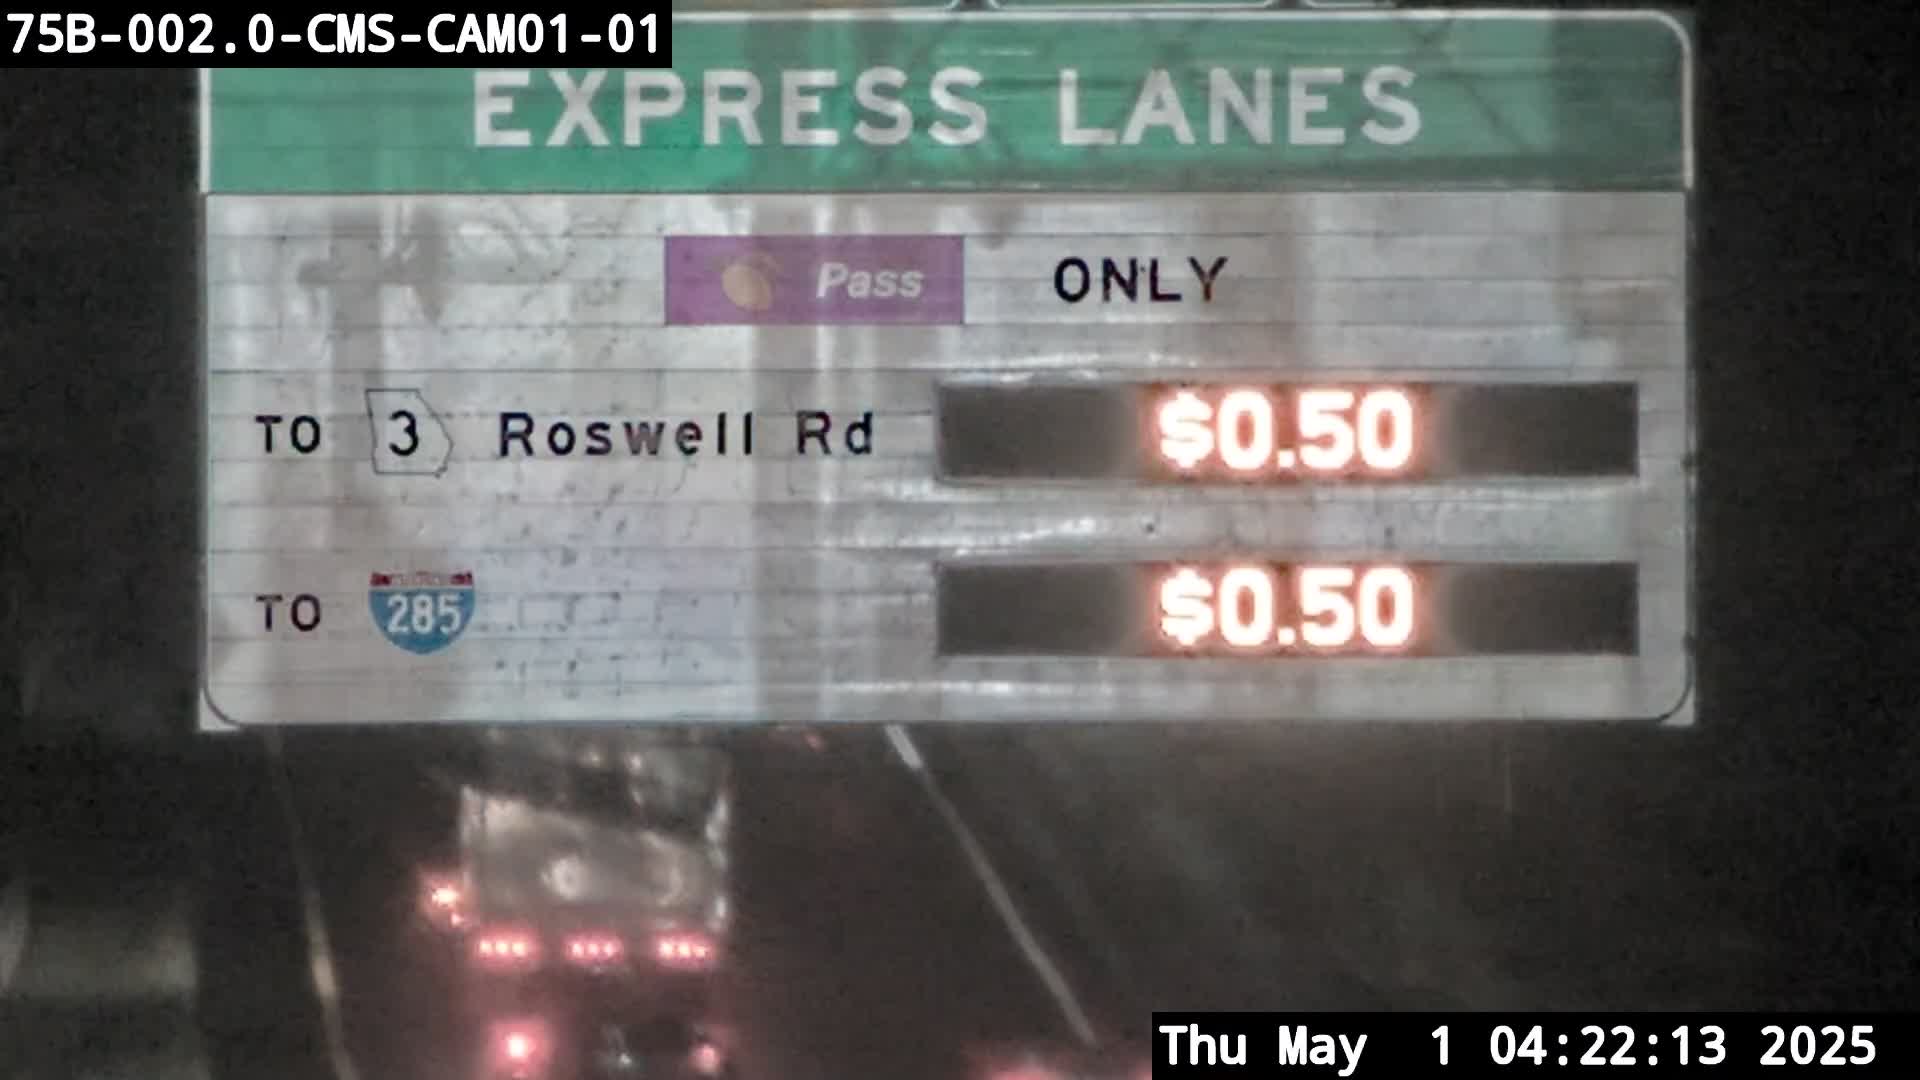 75B-002.0-CMS-CAM01-01
EXPRESS LANES
Pass ONLY
TO 3 Roswell Rd $0.50
TO 285 $0.50
Thu May 1 04:22:13 2025